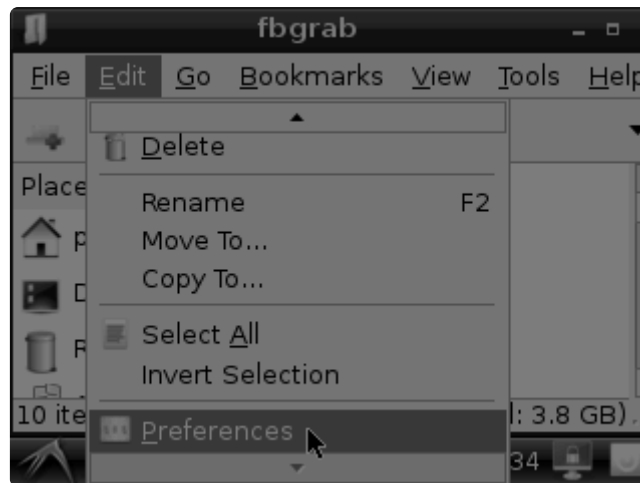 fbgrab
File Edit Go Bookmarks View Tools Help
Delete
Place
Rename F2
Move To...
Copy To...
Select All
Invert Selection
10 ite : 3.8 GB)
Preferences
34